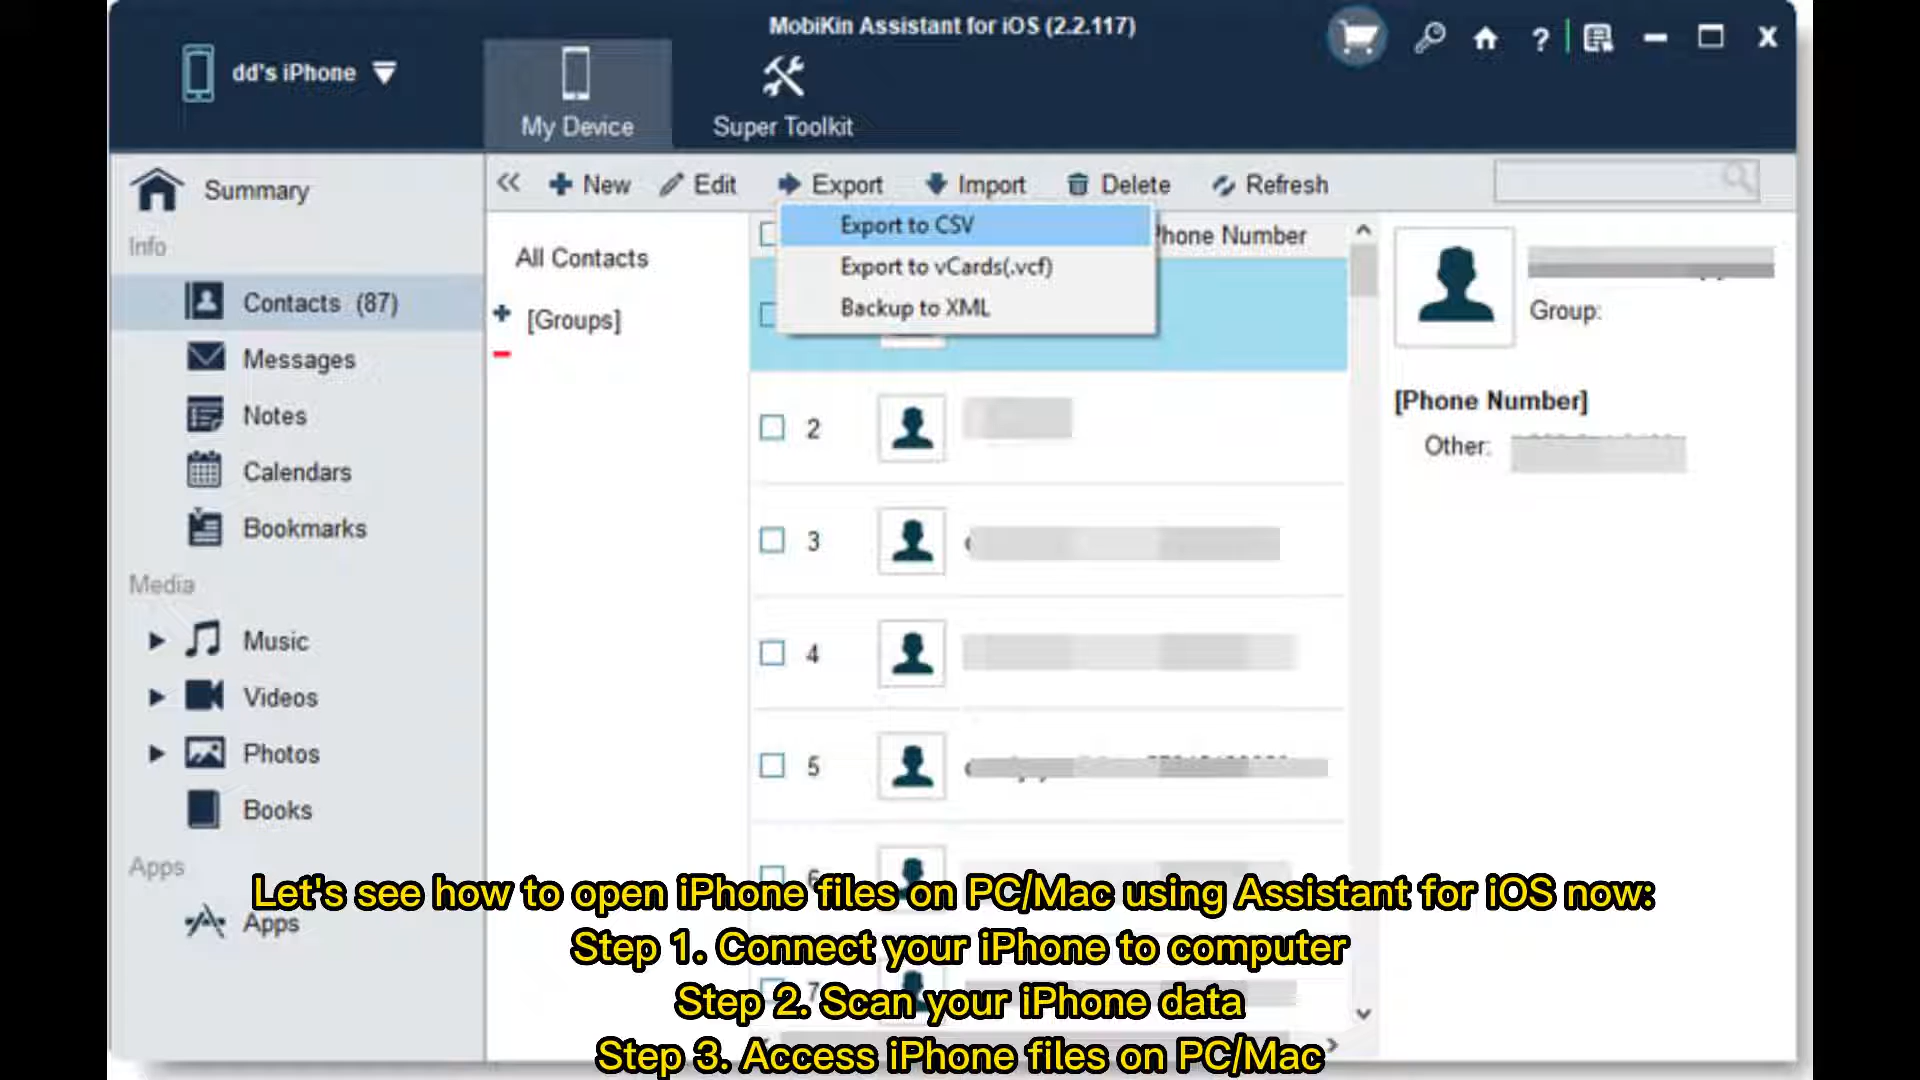 MobiKin Assistant for iOS (2.2.117)
dd's iPhone
My Device
Super Toolkit
?
X
Summary
Info
Contacts (87)
Messages
Notes
Calendars
Bookmarks
Media
Music
Videos
Photos
Books
Apps
Apps
New
Edit
Export
Import
Delete
Refresh
Export to CSV
Export to vCards(.vcf)
Backup to XML
All Contacts
[Groups]
Phone Number
2
3
4
5
6
7
Group:
[Phone Number]
Other:
Let's see how to open iPhone files on PC/Mac using Assistant for iOS now:
Step 1. Connect your iPhone to computer
Step 2. Scan your iPhone data
Step 3. Access iPhone files on PC/Mac